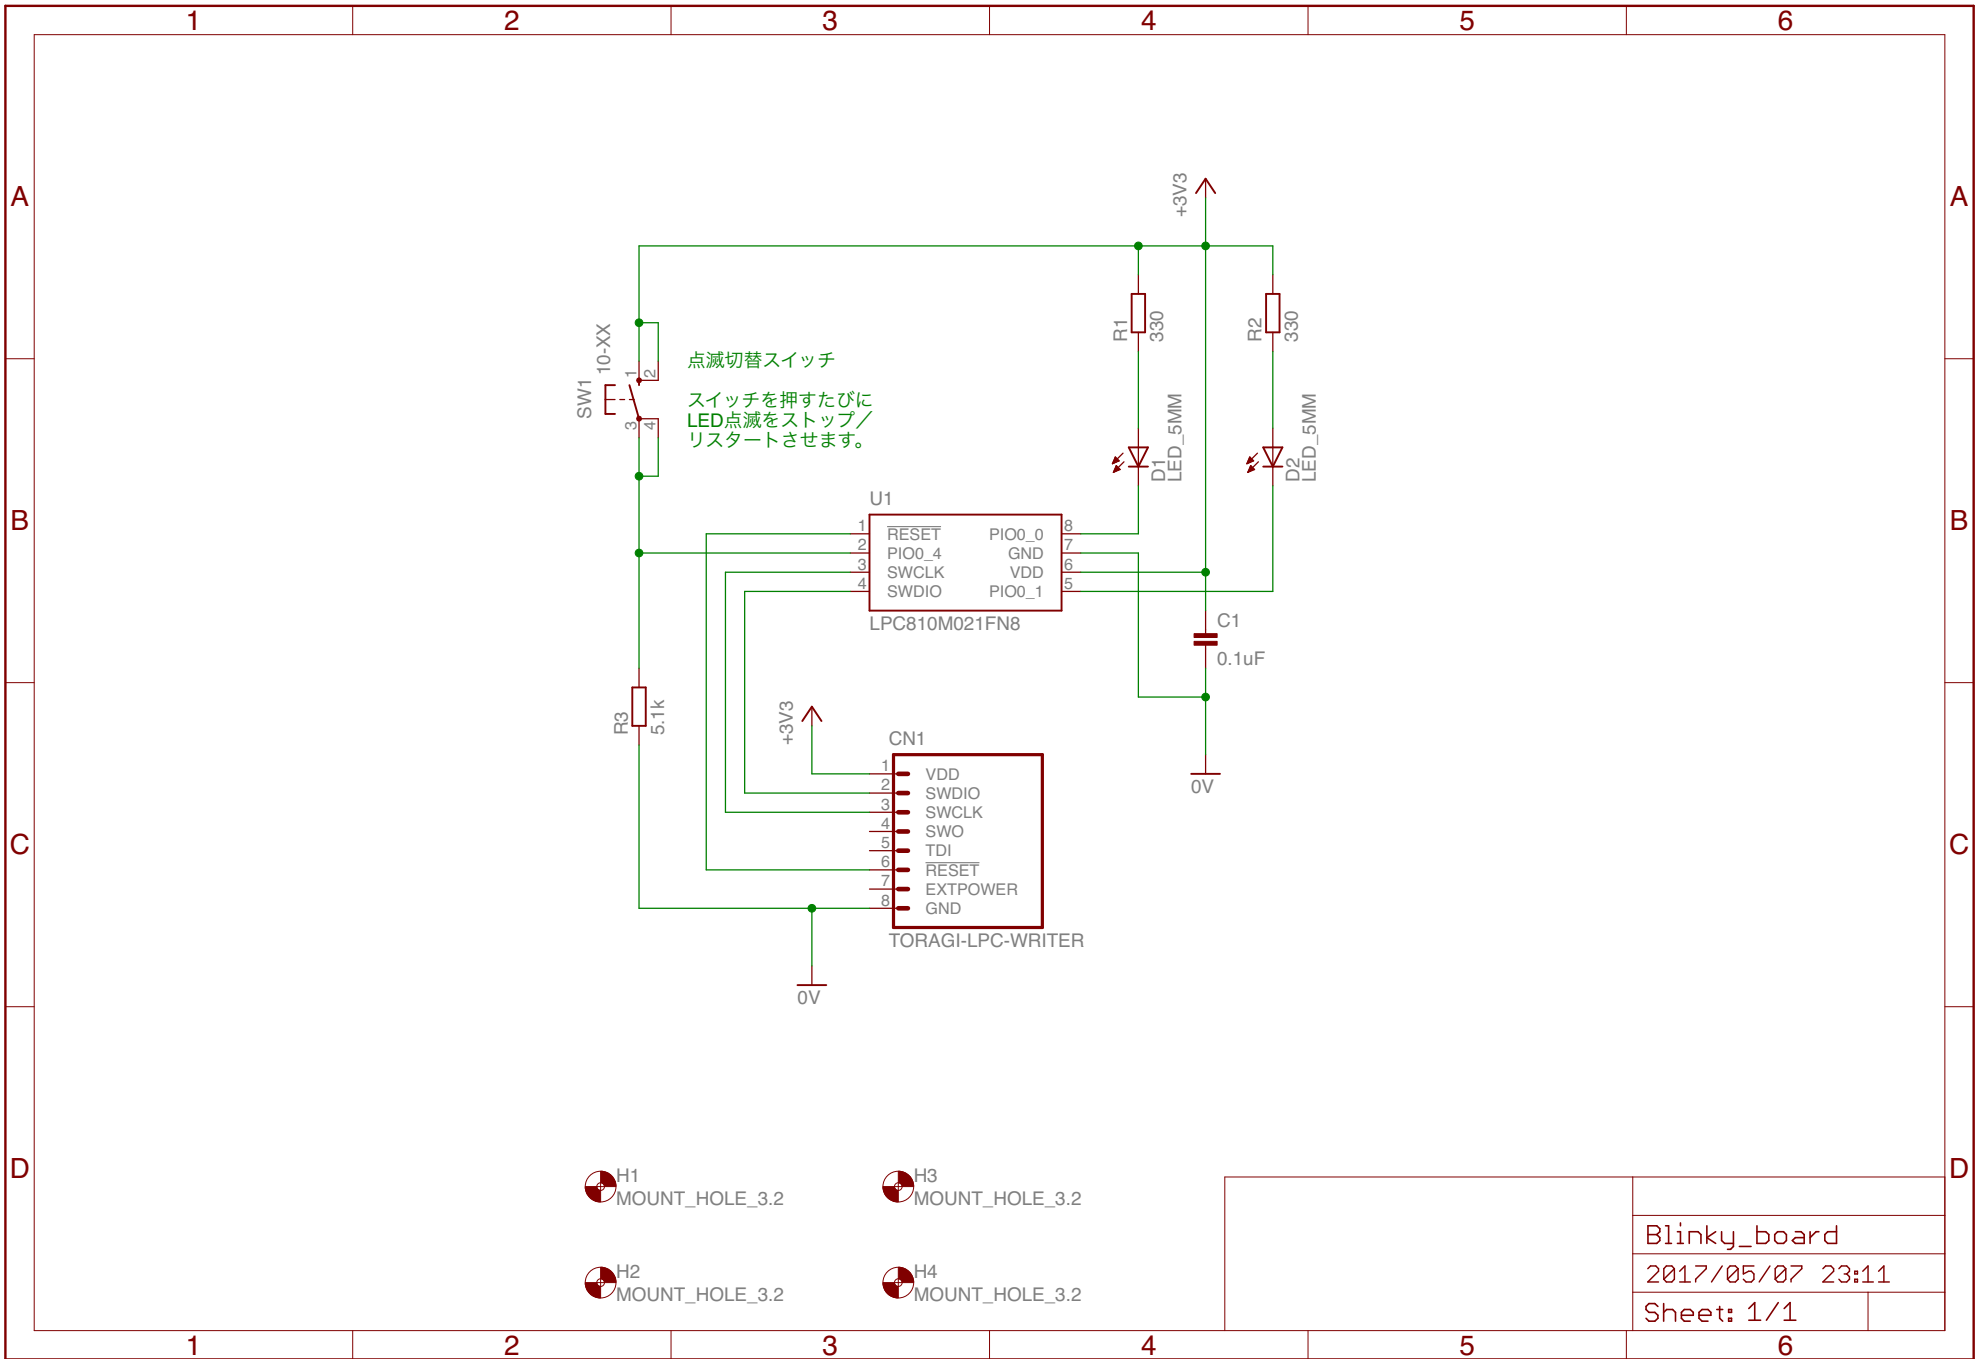 1 2 3 4 5 6
A A
+3V3
R1 330
R2 330
SW1 10-XX
1 2
3 4
点滅切替スイッチ
スイッチを押すたびに
LED点滅をストップ／
リスタートさせます。
D1 LED_5MM
D2 LED_5MM
B B
U1
1 RESET PIO0_0 8
2 PIO0_4 GND 7
3 SWCLK VDD 6
4 SWDIO PIO0_1 5
LPC810M021FN8
C1
0.1uF
R3 5.1k
+3V3
CN1
1 VDD
2 SWDIO
3 SWCLK
4 SWO
5 TDI
6 RESET
7 EXTPOWER
8 GND
TORAGI-LPC-WRITER
0V
C C
0V
D D
H1
MOUNT_HOLE_3.2
H3
MOUNT_HOLE_3.2
H2
MOUNT_HOLE_3.2
H4
MOUNT_HOLE_3.2
Blinky_board
2017/05/07 23:11
Sheet: 1/1
1 2 3 4 5 6